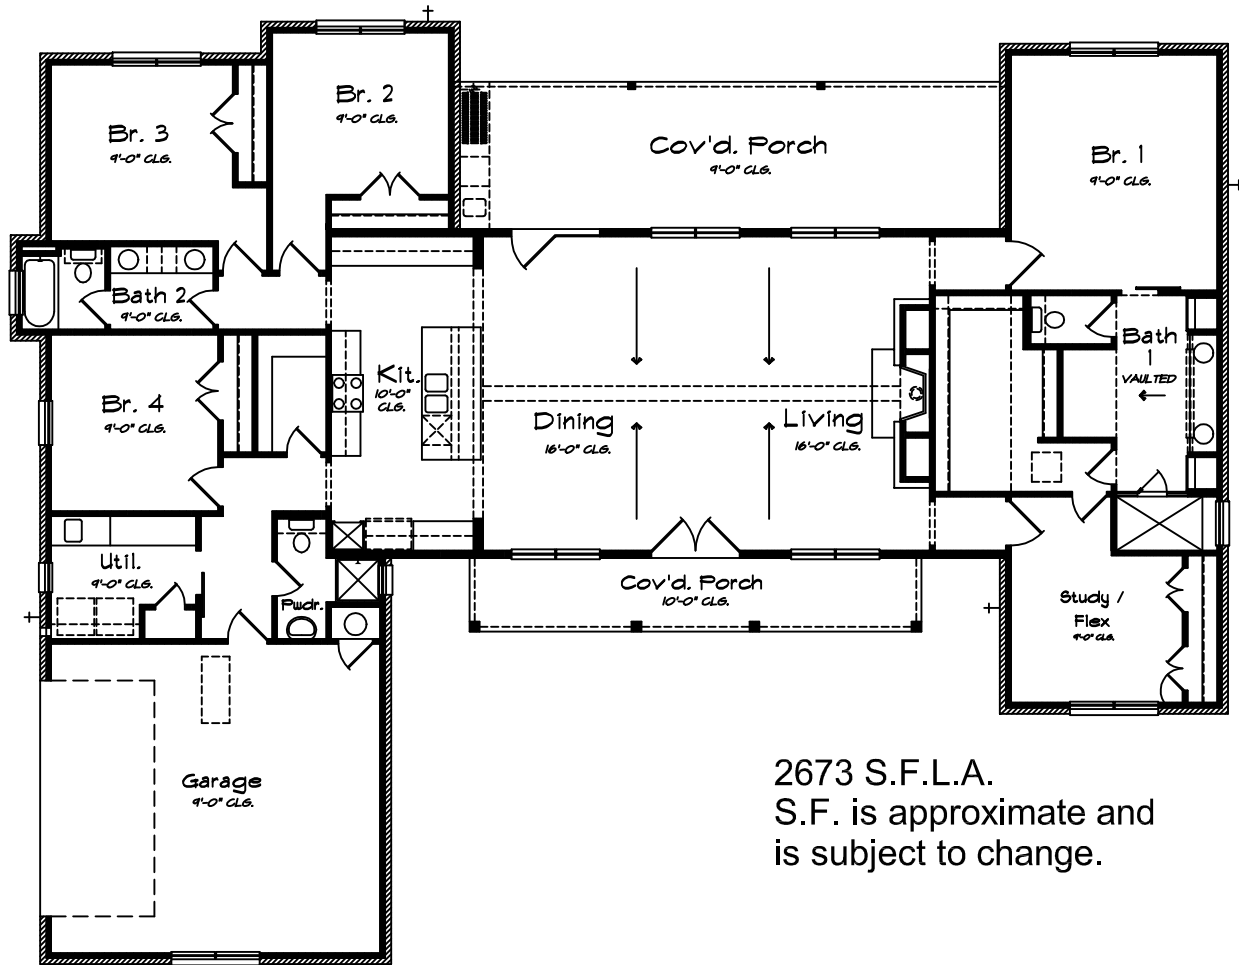 Br. 2
9'-0" CLG.
Br. 3
9'-0" CLG.
Cov'd. Porch
9'-0" CLG.
Br. 1
9'-0" CLG.
Bath 2
9'-0" CLG.
Bath
1
VAULTED
Kit.
10'-0"
CLG.
Br. 4
9'-0" CLG.
Dining
16'-0" CLG.
Living
16'-0" CLG.
Util.
9'-0" CLG.
Pwdr.
Cov'd. Porch
10'-0" CLG.
Study /
Flex
9'-0" CLG.
Garage
9'-0" CLG.
2673 S.F.L.A.
S.F. is approximate and
is subject to change.